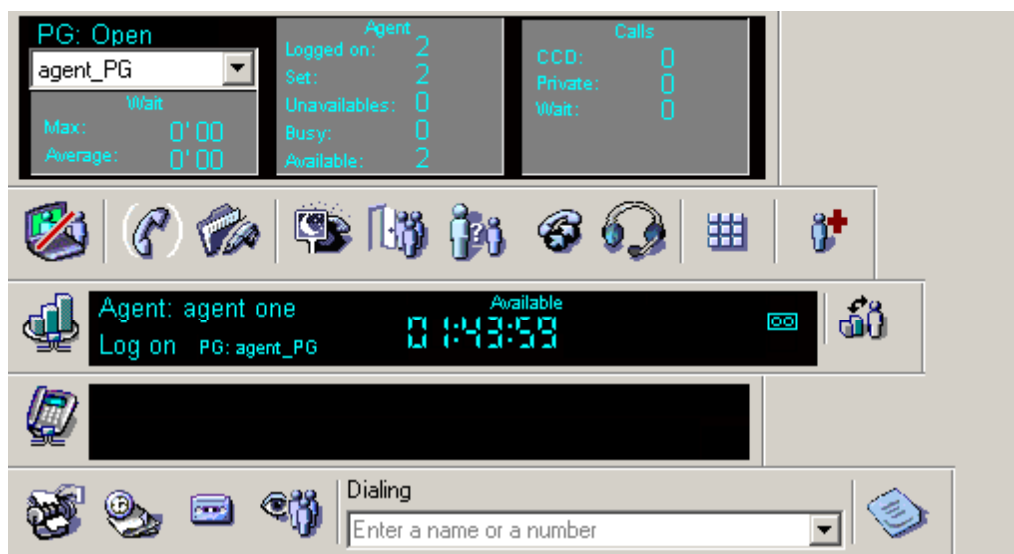 PG: Open
agent_PG
Wait
Max: 0'00
Average: 0'00
Agent
Logged on: 2
Set: 2
Unavailables: 0
Busy: 0
Available: 2
Calls
CCD: 0
Private: 0
Wait: 0
Agent: agent one
Available
01:43:59
Log on PG: agent_PG
Dialing
Enter a name or a number